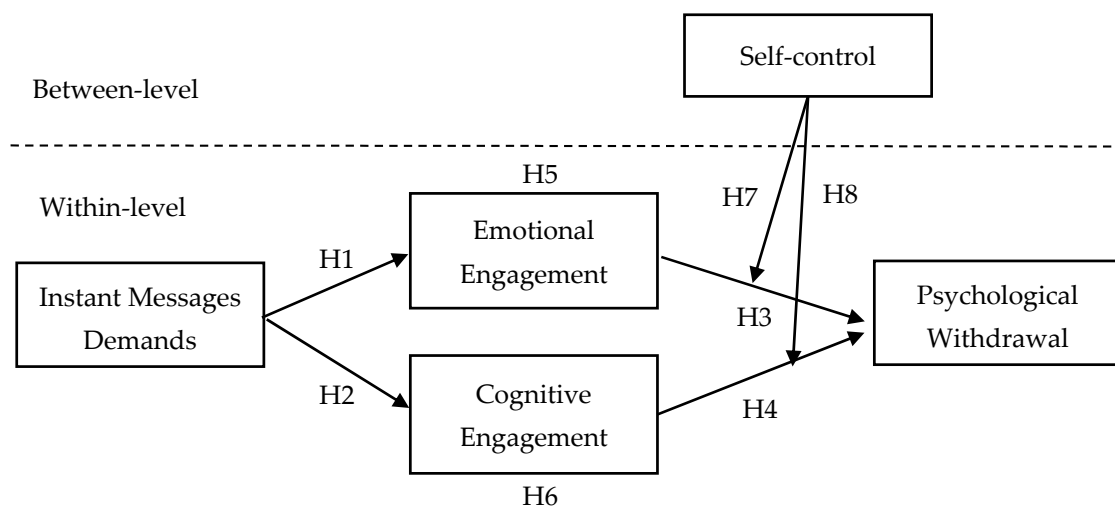 Self-control
Between-level
H5
Within-level
H7
H8
Emotional
Engagement
H1
Instant Messages
Demands
H3
Psychological
Withdrawal
H2
Cognitive
Engagement
H4
H6